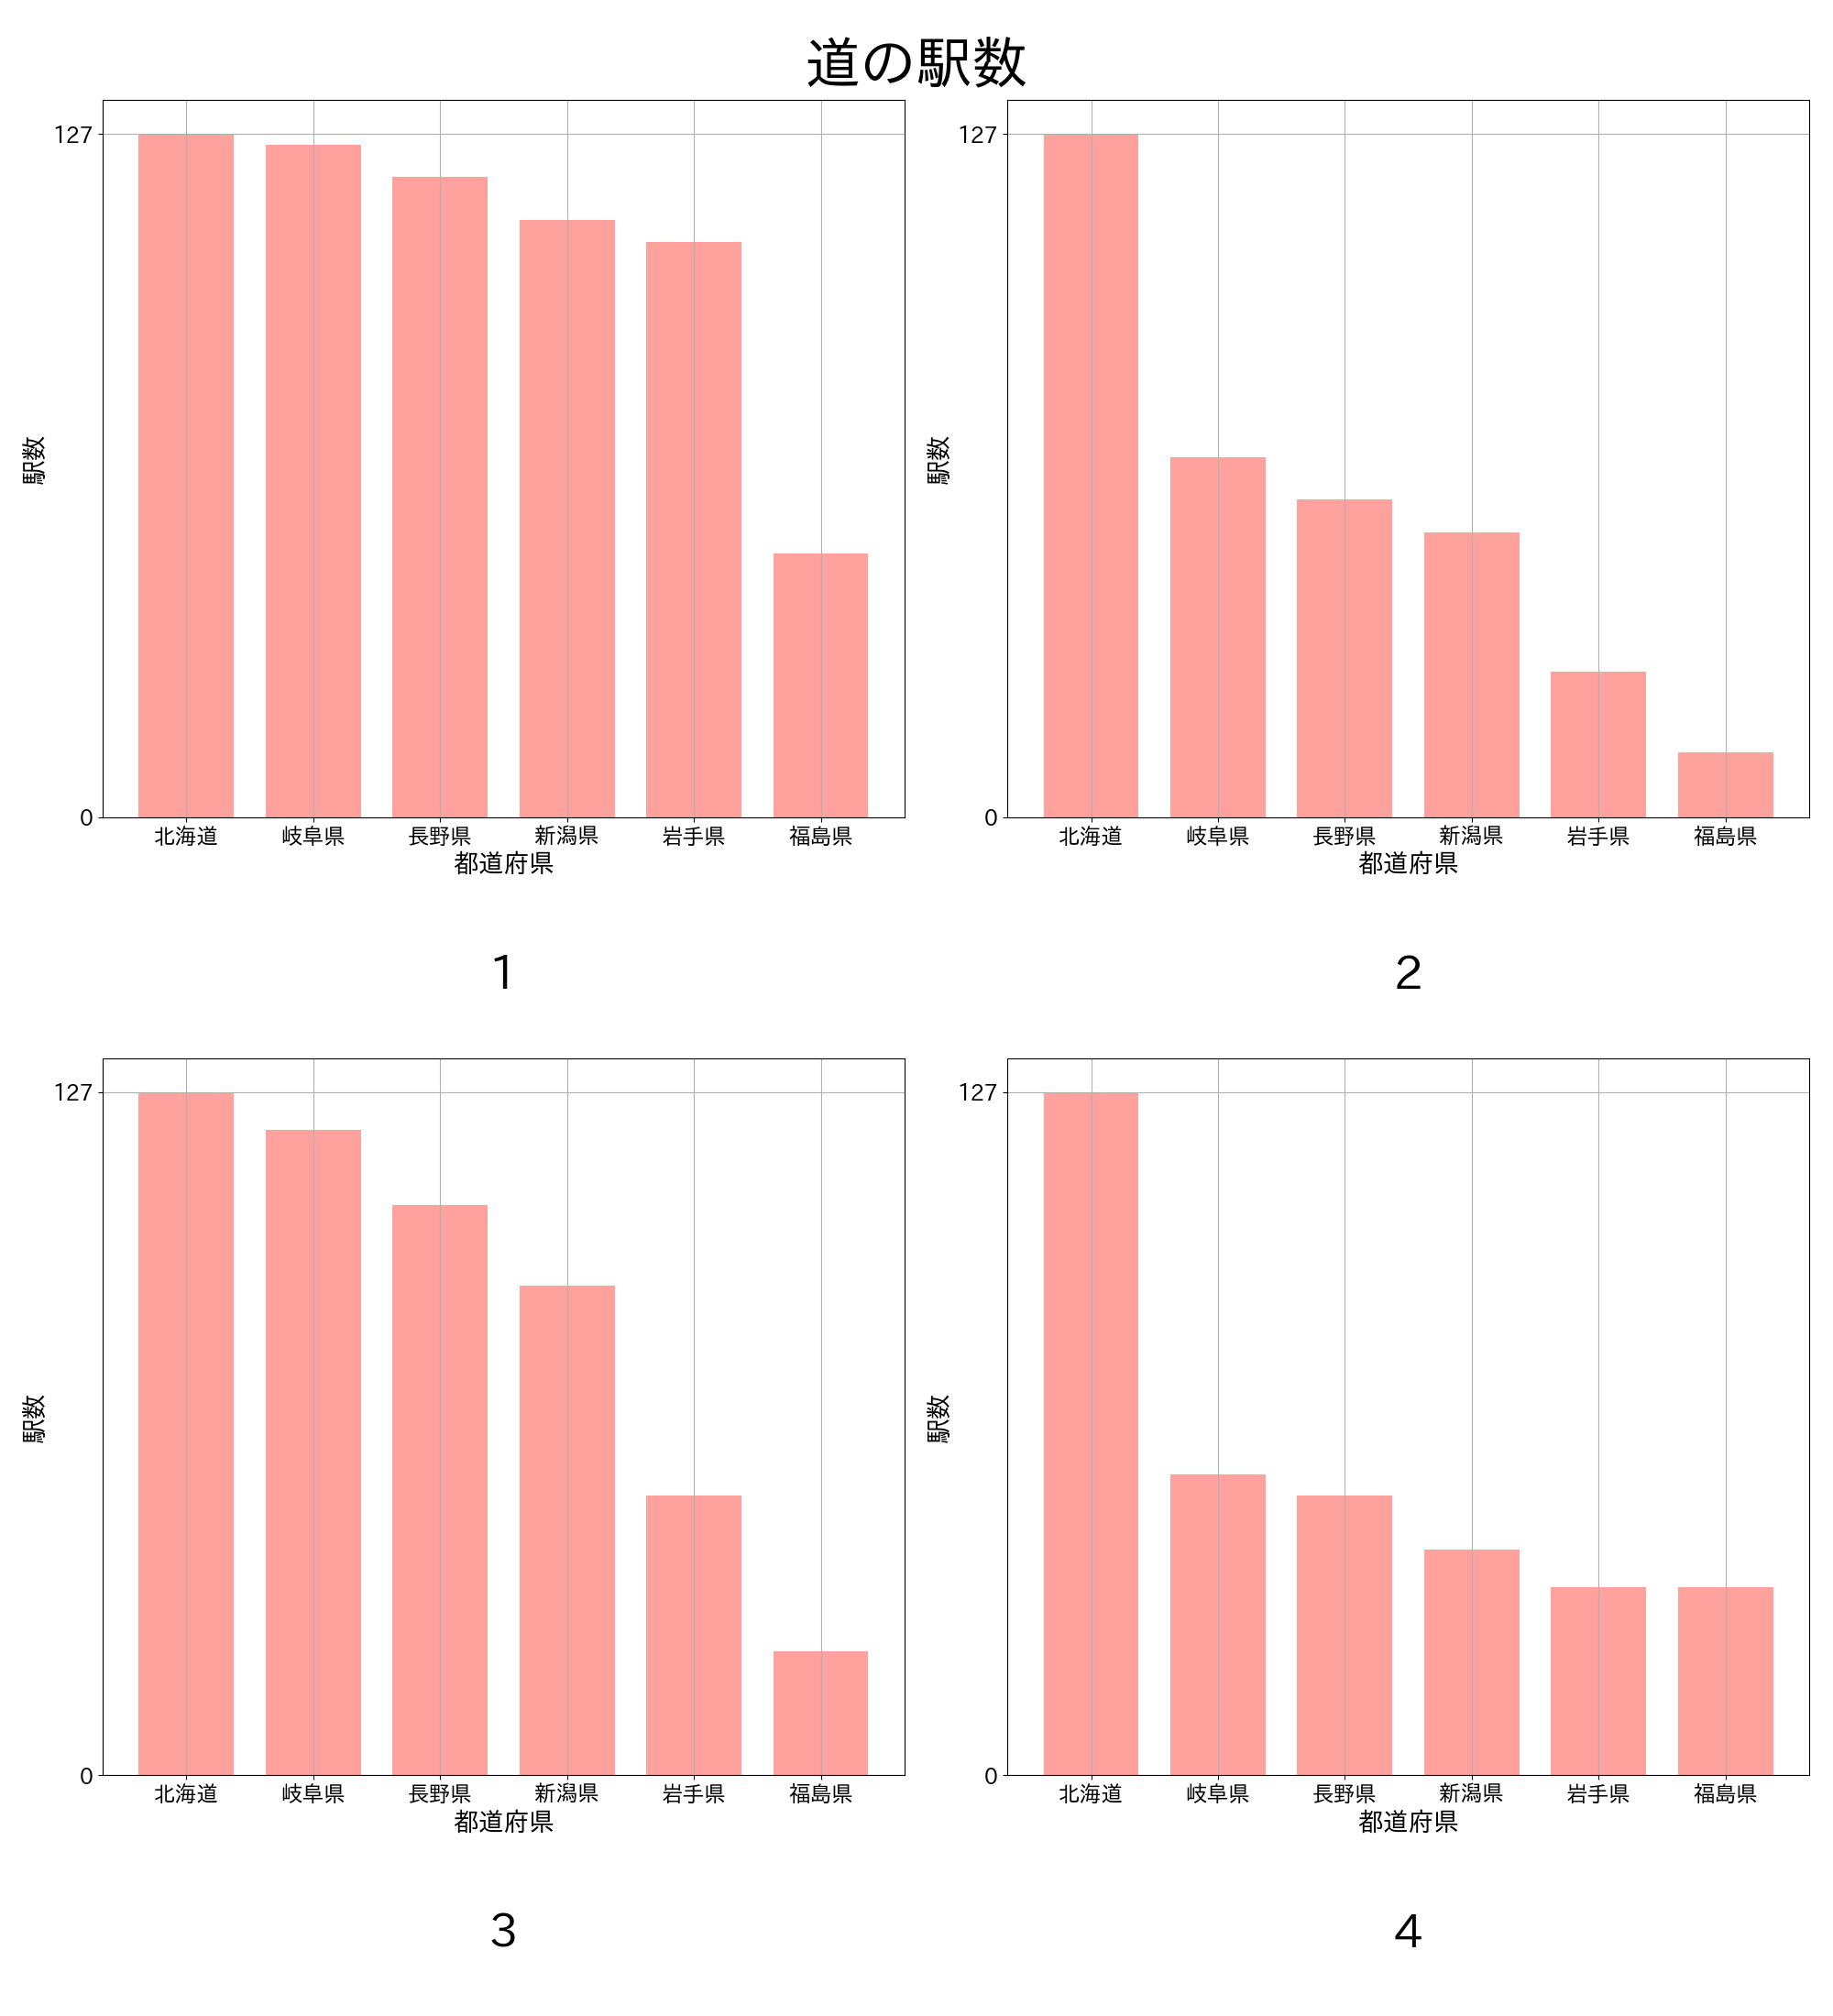 道の駅数
127
駅数
0
北海道 岐阜県 長野県 新潟県 岩手県 福島県
都道府県
1
127
駅数
0
北海道 岐阜県 長野県 新潟県 岩手県 福島県
都道府県
2
127
駅数
0
北海道 岐阜県 長野県 新潟県 岩手県 福島県
都道府県
3
127
駅数
0
北海道 岐阜県 長野県 新潟県 岩手県 福島県
都道府県
4